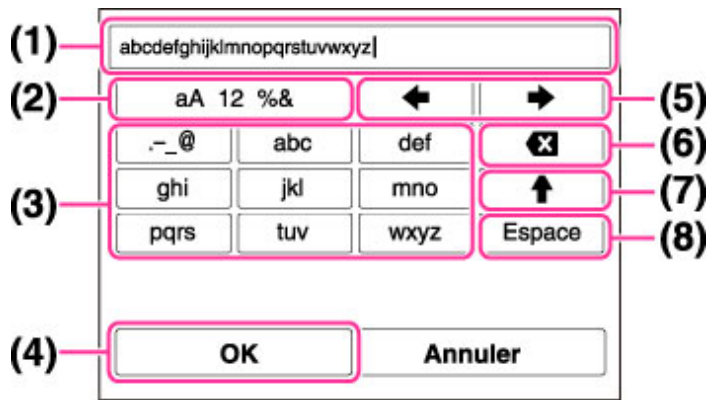 (1) abcdefghijklmnopqrstuvwxyz
(2) aA 12 %& ← → (5)
.–_@ abc def (6)
(3) ghi jkl mno ↑ (7)
pqrs tuv wxyz Espace (8)
(4) OK Annuler